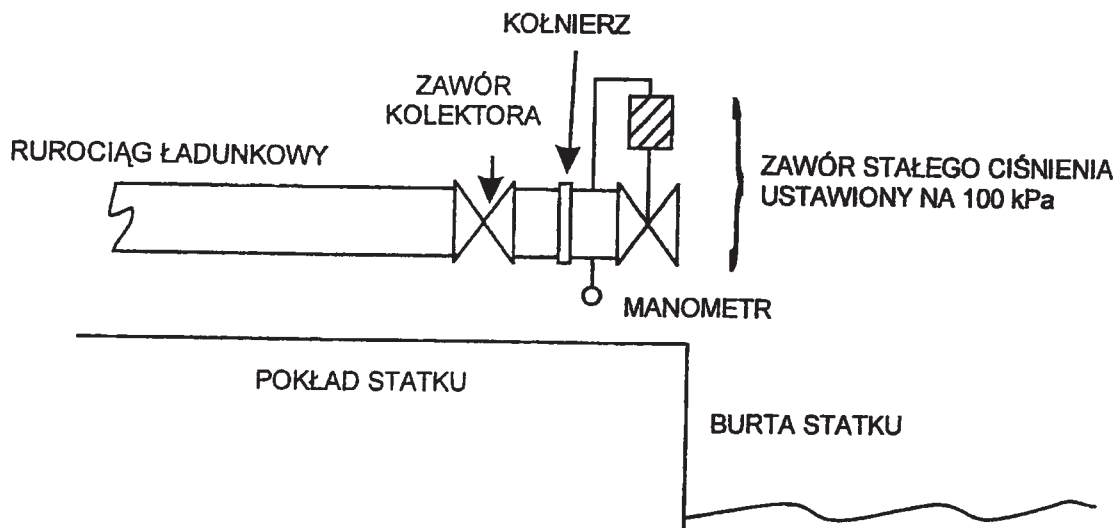 KOŁNIERZ
ZAWÓR
KOLEKTORA
RUROCIĄG ŁADUNKOWY
ZAWÓR STAŁEGO CIŚNIENIA
USTAWIONY NA 100 kPa
MANOMETR
POKŁAD STATKU
BURTA STATKU